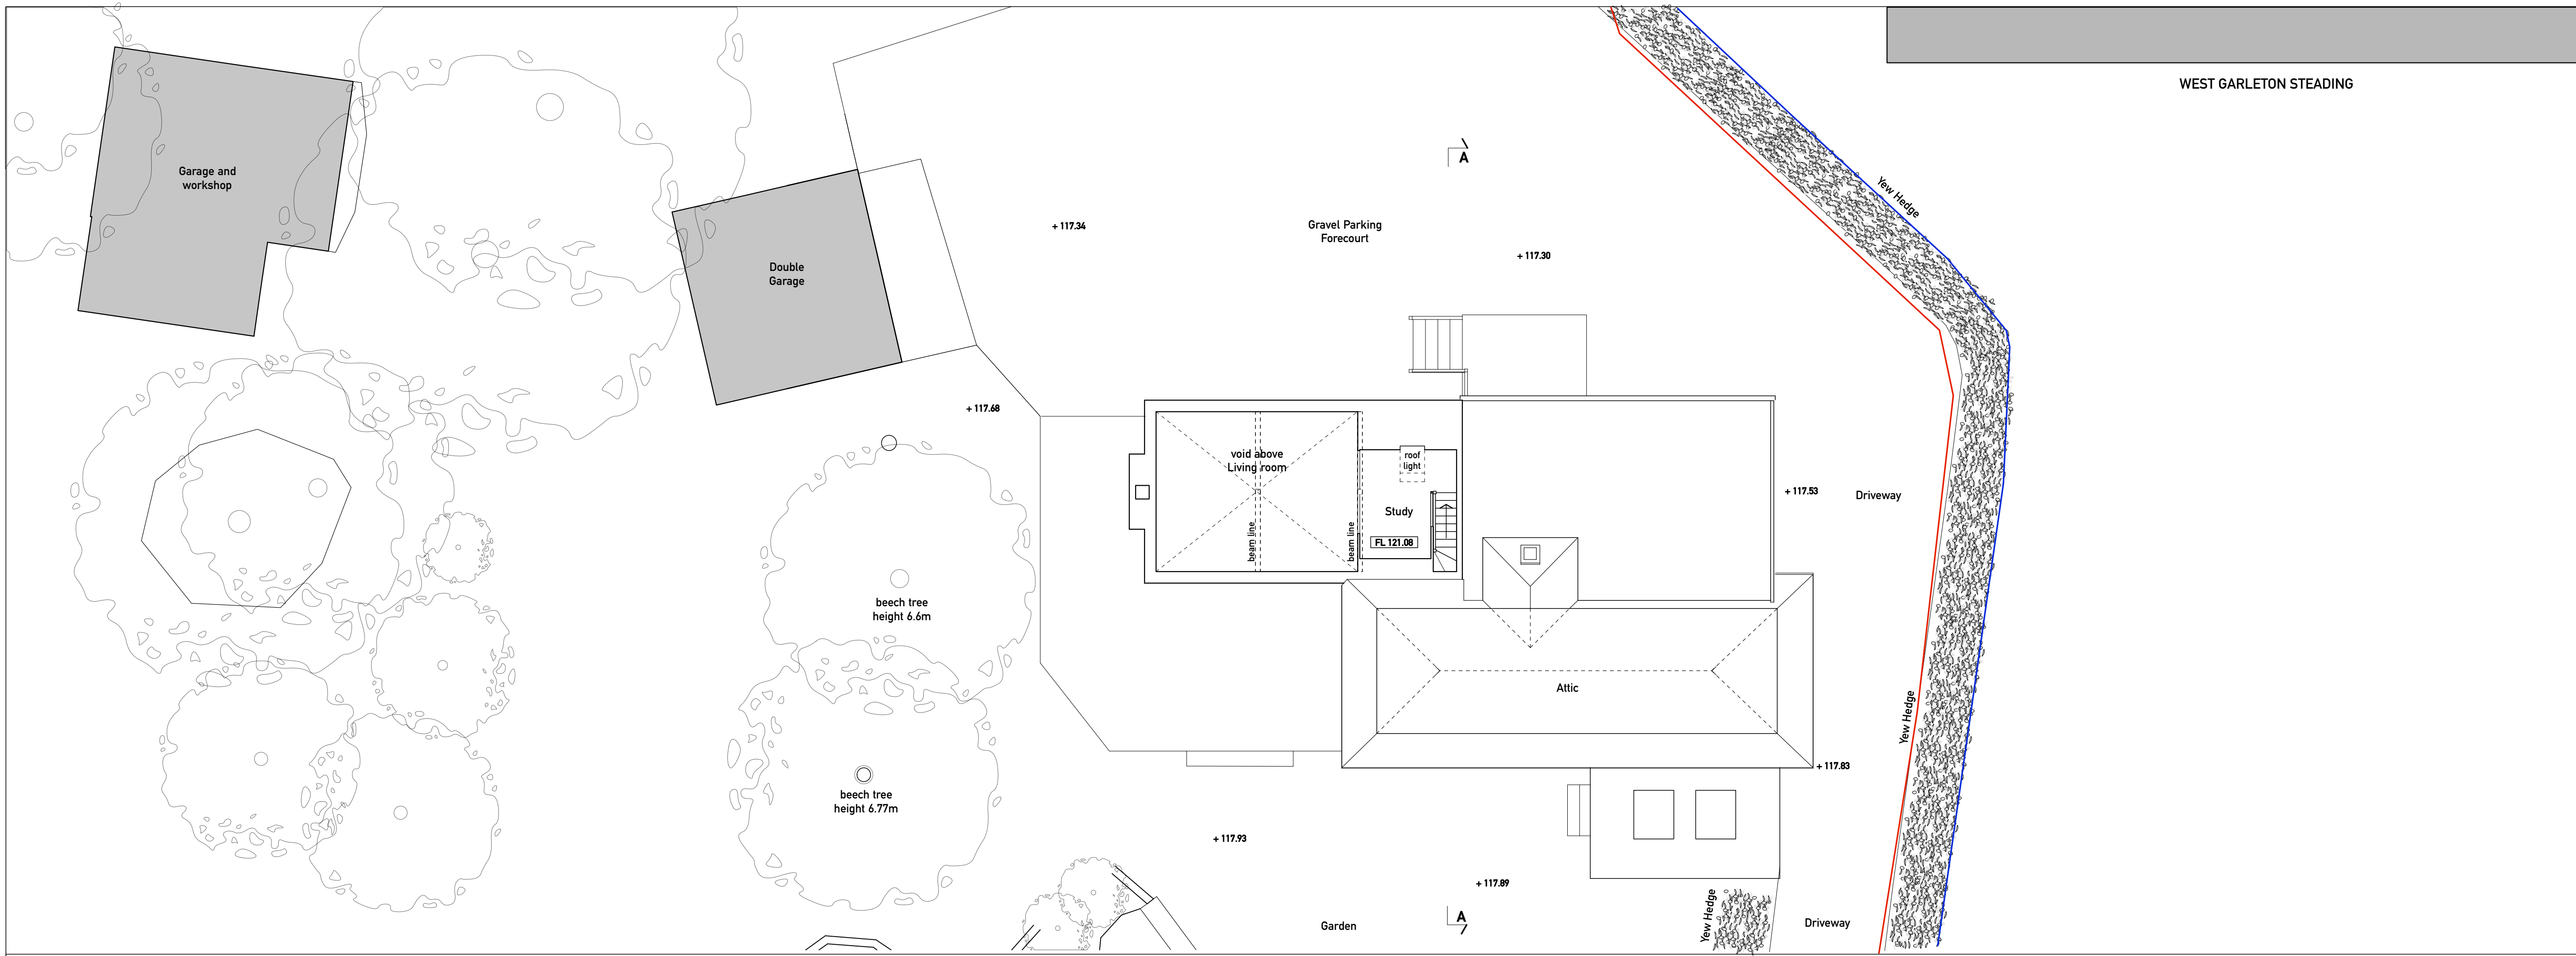 WEST GARLETON STEADING
A
Garage and
workshop
Yew Hedge
+ 117.34
Gravel Parking
Forecourt
+ 117.30
Double
Garage
+ 117.68
void above
Living room
roof
light
+ 117.53
Driveway
Study
beam line
beam line
FL 121.08
beech tree
height 6.6m
Attic
Yew Hedge
+ 117.83
beech tree
height 6.77m
+ 117.93
+ 117.89
Yew Hedge
A
Garden
Driveway